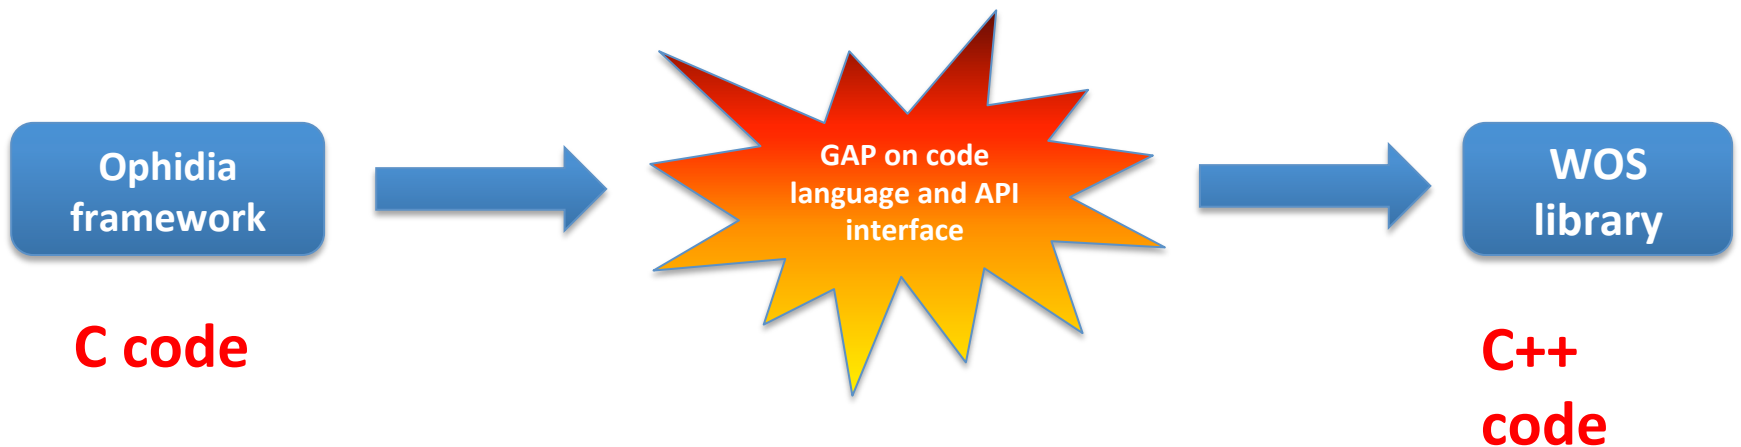 Ophidia
framework
GAP on code
language and API
interface
WOS
library
C code
C++
code